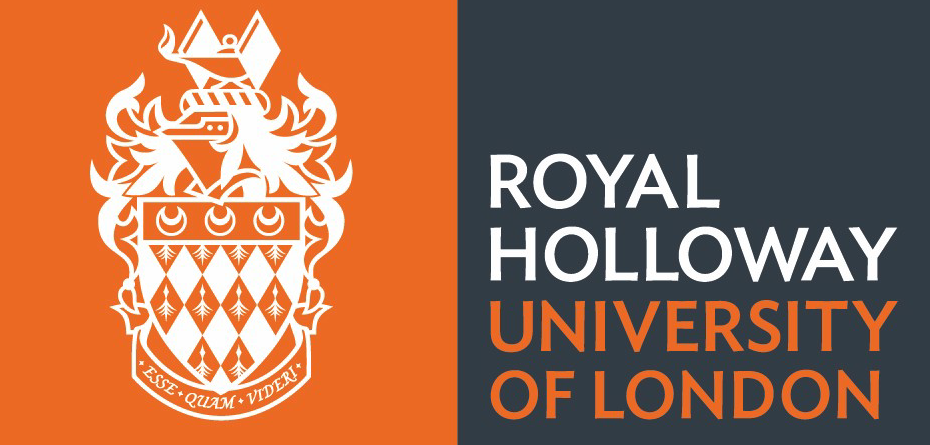 ESSE • QUAM • VIDERI
ROYAL
HOLLOWAY
UNIVERSITY
OF LONDON